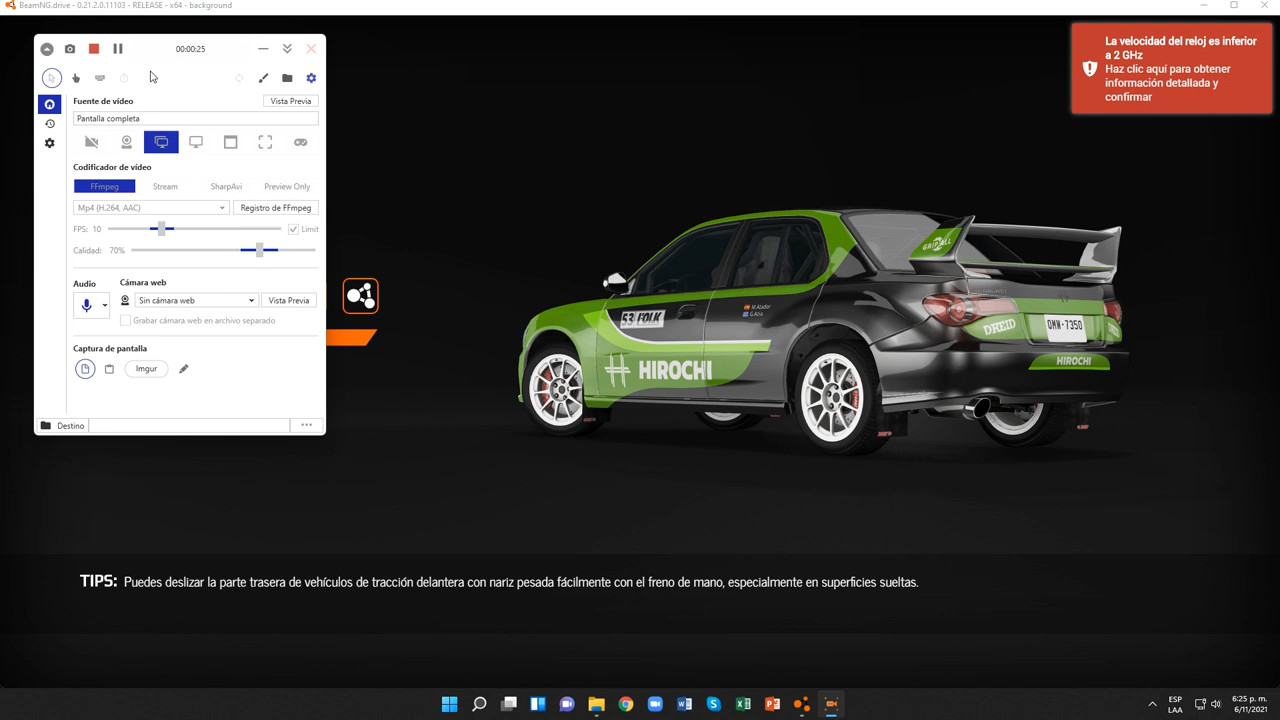 BeamNG.drive - 0.21.2.0.11103 - RELEASE - x64 - background
00:00:25
Fuente de vídeo
Vista Previa
Pantalla completa
Codificador de vídeo
FFmpeg
Stream
SharpAvi
Preview Only
Mp4 (H.264, AAC)
Registro de FFmpeg
FPS: 10
Limit
Calidad: 70%
Audio
Cámara web
Sin cámara web
Vista Previa
Grabar cámara web en archivo separado
Captura de pantalla
Imgur
Destino
La velocidad del reloj es inferior
a 2 GHz
Haz clic aquí para obtener
información detallada y
confirmar
GRIP ALL
M.Atador
G.Asia
53 FOLK
HIROCHI
DREID
QMW-7350
HIROCHI
TIPS: Puedes deslizar la parte trasera de vehículos de tracción delantera con nariz pesada fácilmente con el freno de mano, especialmente en superficies sueltas.
ESP
LAA
6:25 p. m.
6/11/2021